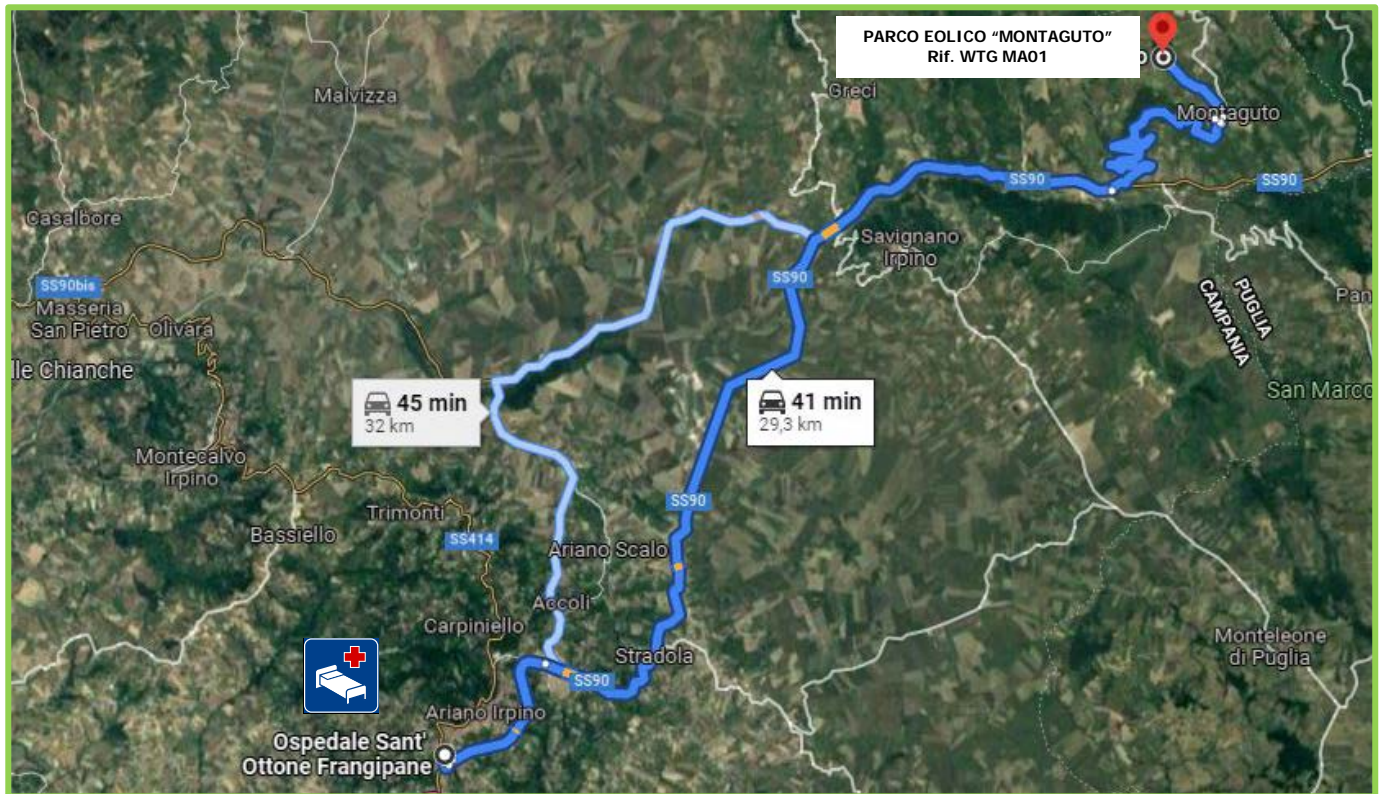 PARCO EOLICO “MONTAGUTO”
Rif. WTG MA01
Greci
Malvizza
Montaguto
SS90
SS90
Casalbore
Savignano
Irpino
SS90
SS90bis
Masseria
San Pietro
Olivara
PUGLIA
CAMPANIA
Pan
lle Chianche
San Marco
45 min
32 km
41 min
29,3 km
Montecalvo
Irpino
SS90
Trimonti
Bassiello
SS414
Ariano Scalo
Accoli
Carpiniello
Stradola
Monteleone
di Puglia
SS90
Ariano Irpino
Ospedale Sant'
Ottone Frangipane